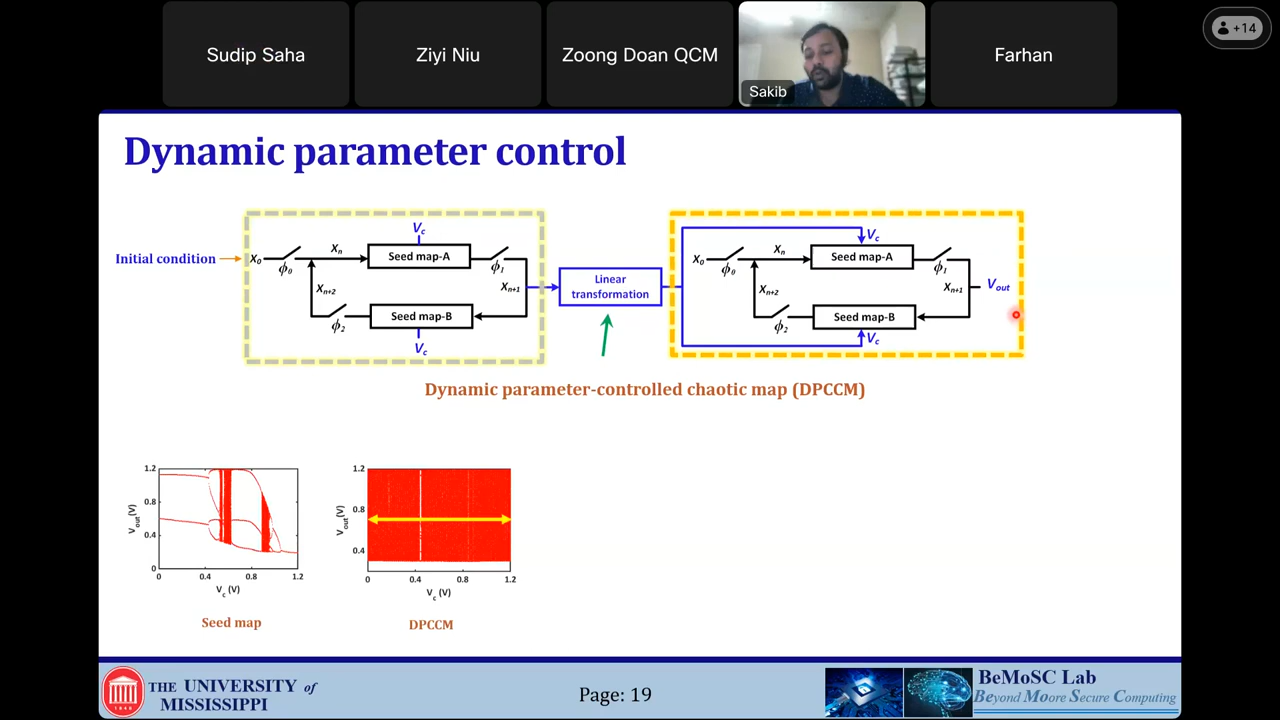 Sudip Saha
Ziyi Niu
Zoong Doan QCM
Sakib
Farhan
+14
Dynamic parameter control
Initial condition
X0
ϕ0
Xn
Vc
Seed map-A
ϕ1
Xn+1
Xn+2
ϕ2
Seed map-B
Vc
Linear
transformation
X0
ϕ0
Xn
Vc
Seed map-A
ϕ1
Xn+1
Vout
Xn+2
ϕ2
Seed map-B
Vc
Dynamic parameter-controlled chaotic map (DPCCM)
1.2
0.8
0.4
0
Vout(V)
0 0.4 0.8 1.2
Vc (V)
Seed map
1.2
0.8
0.4
Vout(V)
0 0.4 0.8 1.2
Vc (V)
DPCCM
THE UNIVERSITY of
MISSISSIPPI
1848
Page: 19
BeMoSC Lab
Beyond Moore Secure Computing